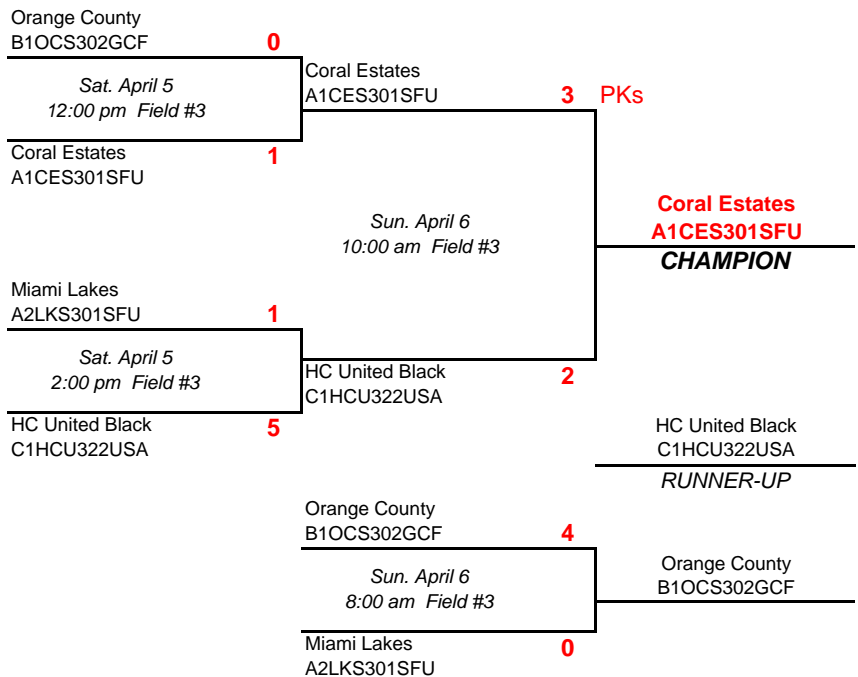 Orange County
B1OCS302GCF 0
Sat. April 5
12:00 pm Field #3
Coral Estates 1
A1CES301SFU
Coral Estates
A1CES301SFU 3 PKs
Sun. April 6
10:00 am Field #3
Coral Estates
A1CES301SFU
CHAMPION
Miami Lakes
A2LKS301SFU 1
Sat. April 5
2:00 pm Field #3
HC United Black 5
C1HCU322USA
HC United Black 2
C1HCU322USA
HC United Black
C1HCU322USA
RUNNER-UP
Orange County
B1OCS302GCF 4
Sun. April 6
8:00 am Field #3
Miami Lakes 0
A2LKS301SFU
Orange County
B1OCS302GCF